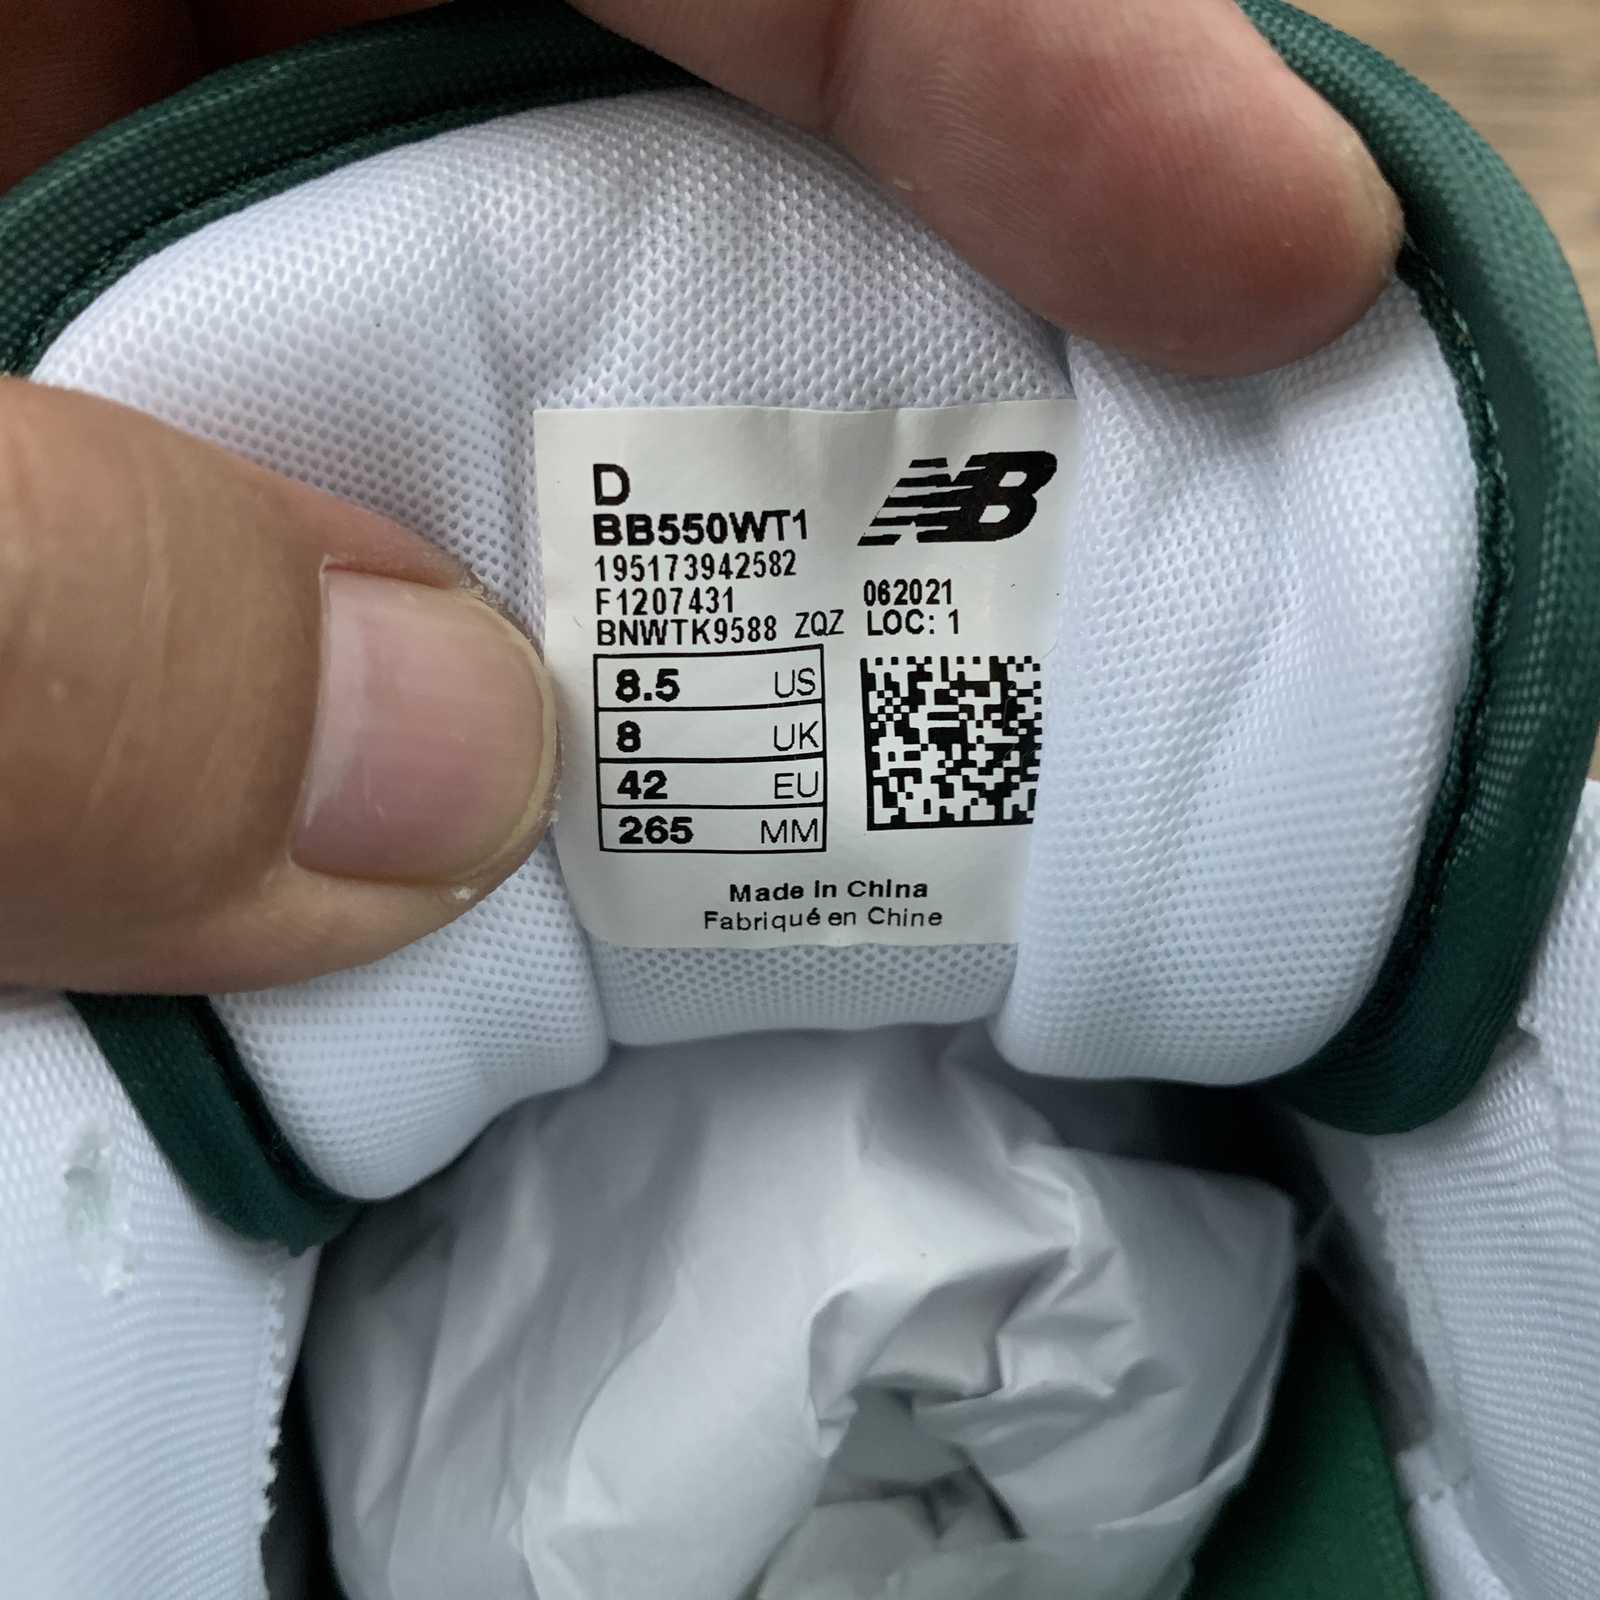 D
NB
BB550WT1
195173942582
F1207431
062021
BNWTK9588 ZQZ
LOC: 1
8.5 US
8 UK
42 EU
265 MM
Made in China
Fabriqué en Chine